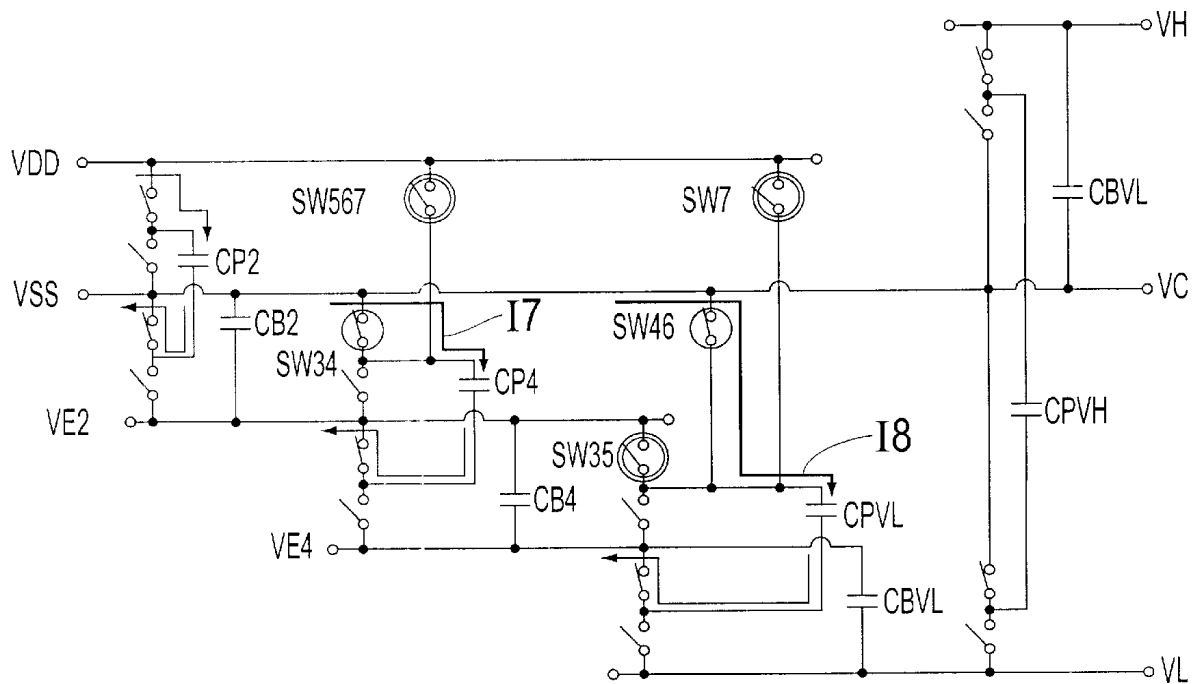 VH
VDD
SW567
SW7
CBVL
CP2
VSS
VC
I7
CB2
SW46
SW34
CP4
CPVH
VE2
I8
SW35
CB4
CPVL
VE4
CBVL
VL